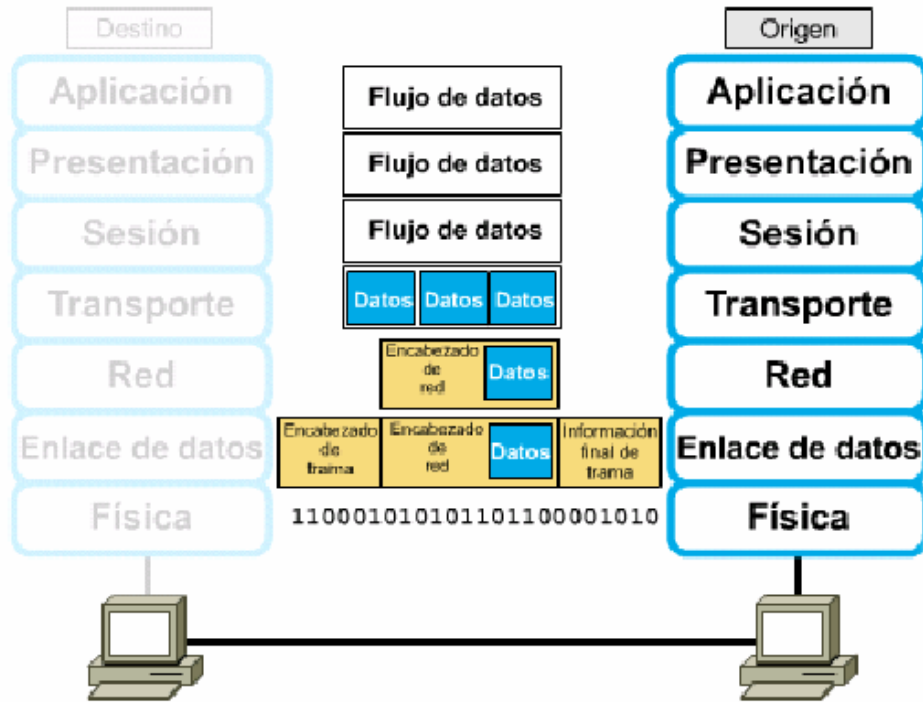 Destino
Origen
Aplicación
Flujo de datos
Aplicación
Presentación
Flujo de datos
Presentación
Sesión
Flujo de datos
Sesión
Transporte
Datos Datos Datos
Transporte
Red
Encabezado
de
red
Datos
Red
Enlace de datos
Encabezado
de
trama
Encabezado
de
red
Datos
Información
final de
trama
Enlace de datos
Física
110001010101101100001010
Física